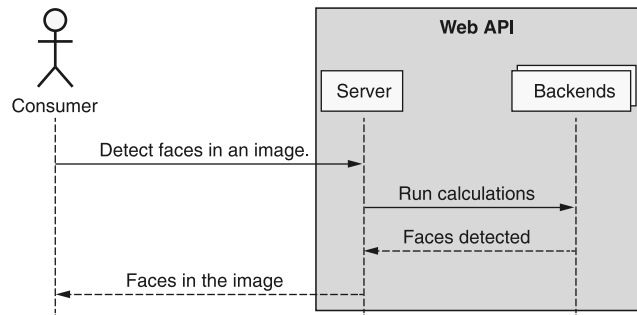 Web API
Consumer
Server
Backends
Detect faces in an image.
Run calculations
Faces detected
Faces in the image